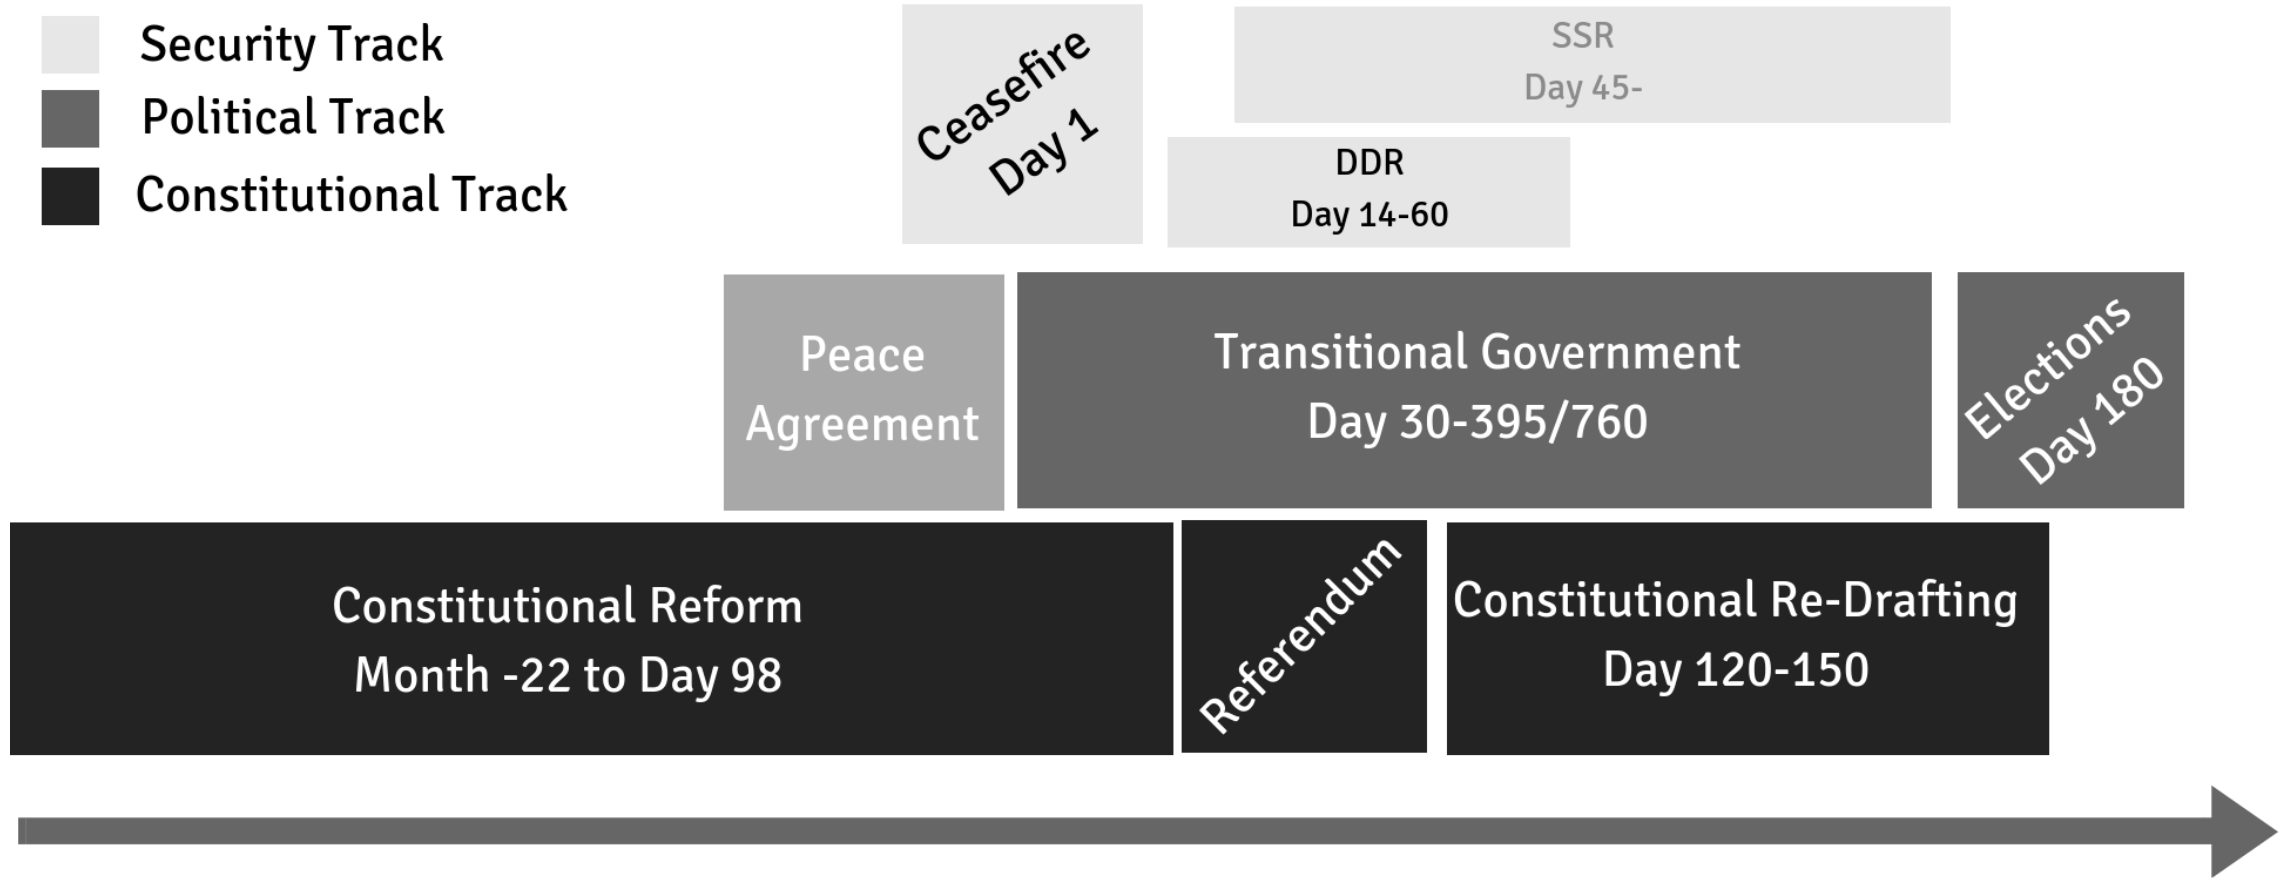 Security Track
Political Track
Constitutional Track
Ceasefire
Day 1
SSR
Day 45-
DDR
Day 14-60
Peace
Agreement
Transitional Government
Day 30-395/760
Elections
Day 180
Constitutional Reform
Month -22 to Day 98
Referendum
Constitutional Re-Drafting
Day 120-150